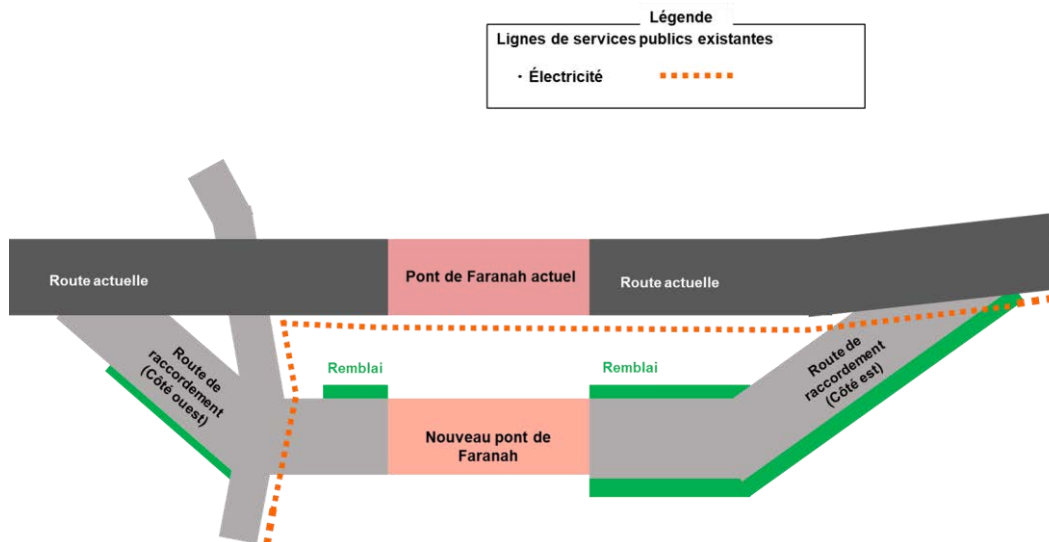 Légende
Lignes de services publics existantes
· Électricité
Route actuelle
Pont de Faranah actuel
Route actuelle
Route de
raccordement
(Côté ouest)
Remblai
Remblai
Route de
raccordement
(Côté est)
Nouveau pont de
Faranah